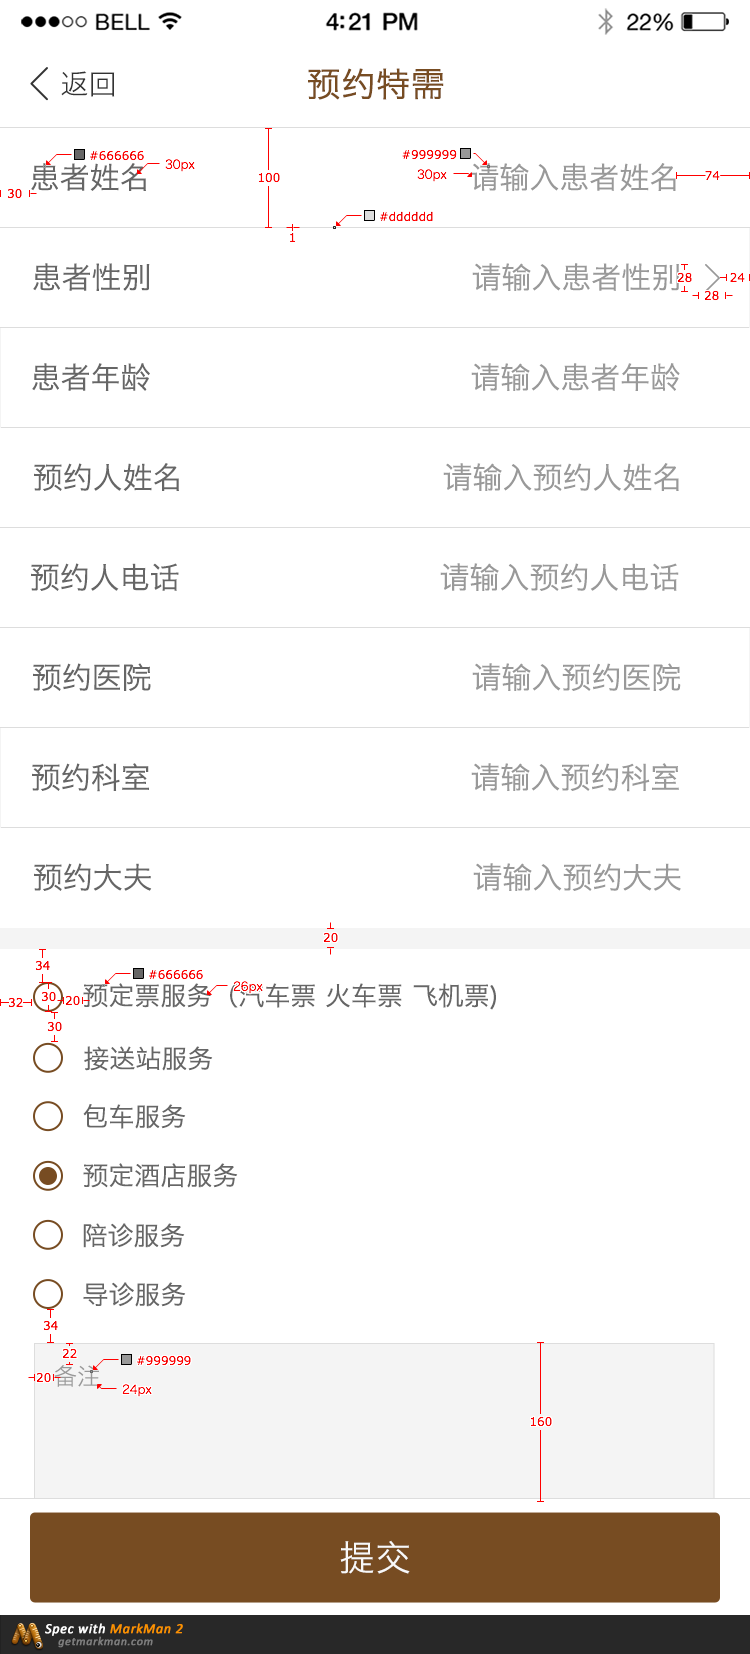 ●●●○○ BELL 4:21 PM 22%
返回 预约特需
#666666 30px #999999 30px
患者姓名 请输入患者姓名
30 100 74
#dddddd
1
患者性别 请输入患者性别 28 24
28
患者年龄 请输入患者年龄
预约人姓名 请输入预约人姓名
预约人电话 请输入预约人电话
预约医院 请输入预约医院
预约科室 请输入预约科室
预约大夫 请输入预约大夫
20
34 #666666 26px
32 30 20 预定票服务（汽车票 火车票 飞机票)
30
接送站服务
包车服务
预定酒店服务
陪诊服务
导诊服务
34
22 #999999
20 备注
24px
160
提交
Spec with MarkMan 2
getmarkman.com